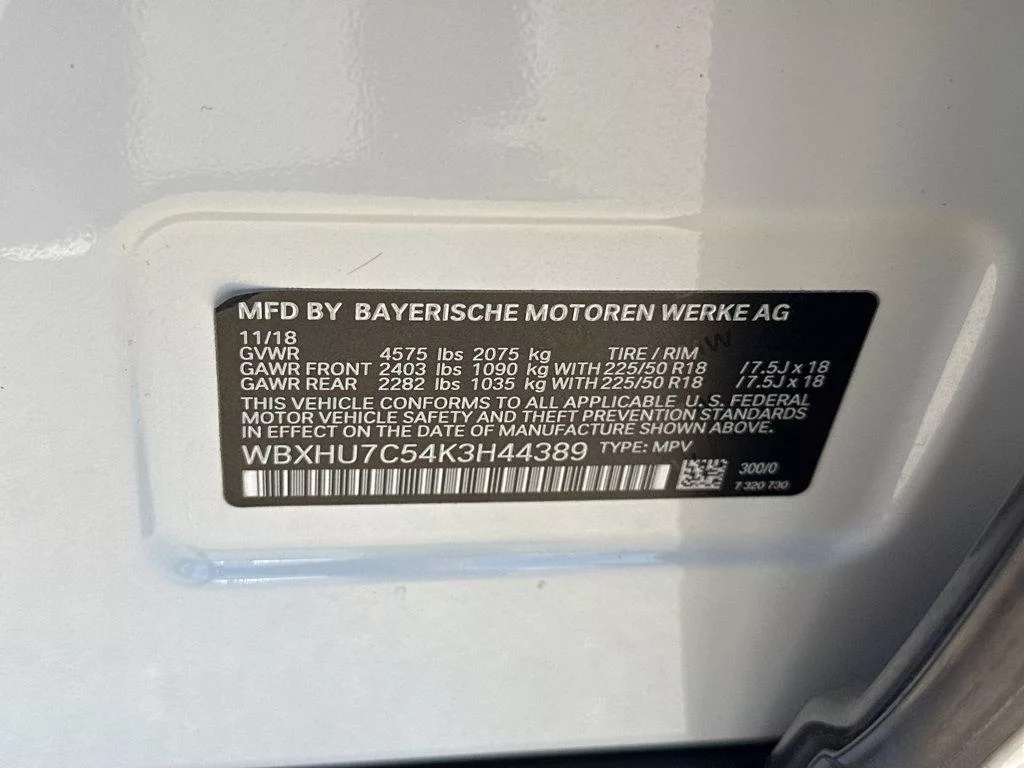 MFD BY BAYERISCHE MOTOREN WERKE AG
11/18
GVWR 4575 lbs 2075 kg TIRE / RIM
GAWR FRONT 2403 lbs 1090 kg WITH 225/50 R18 / 7.5J x 18
GAWR REAR 2282 lbs 1035 kg WITH 225/50 R18 / 7.5J x 18
THIS VEHICLE CONFORMS TO ALL APPLICABLE U. S. FEDERAL
MOTOR VEHICLE SAFETY AND THEFT PREVENTION STANDARDS
IN EFFECT ON THE DATE OF MANUFACTURE SHOWN ABOVE.
WBXHU7C54K3H44389 TYPE: MPV
300/0
7 320 730